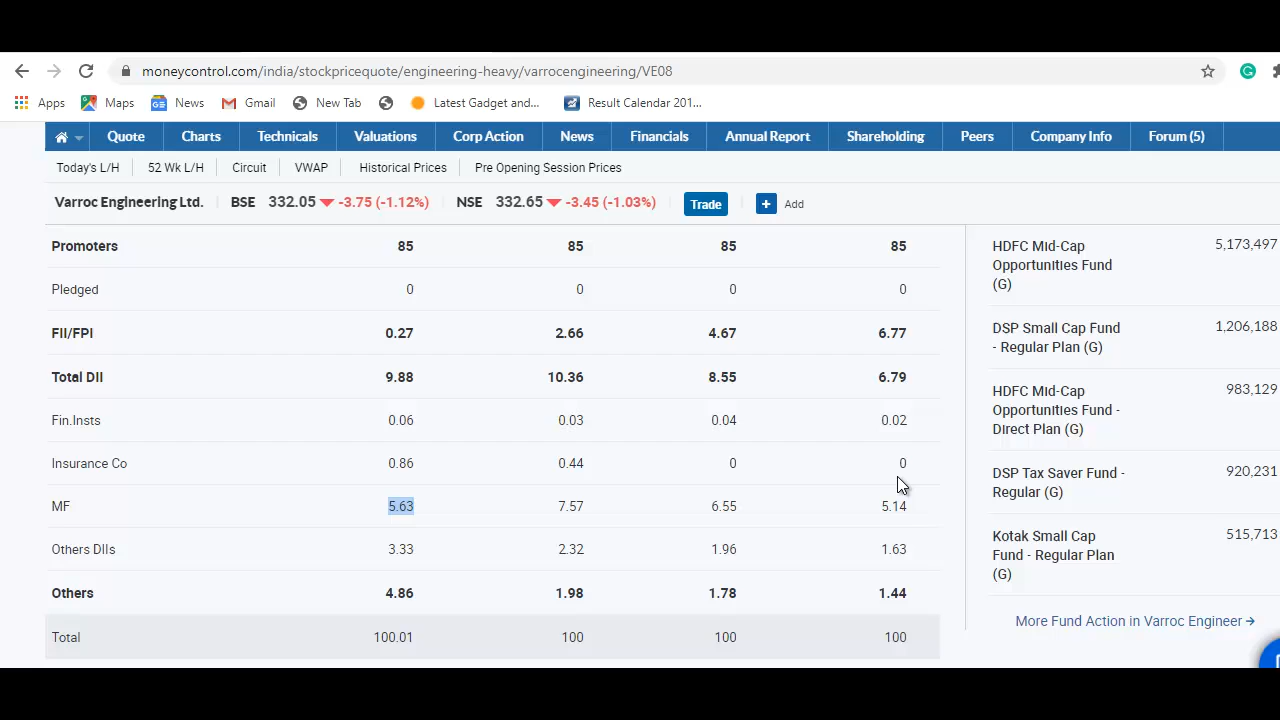 moneycontrol.com/india/stockpricequote/engineering-heavy/varrocengineering/VE08
Apps Maps News Gmail New Tab Latest Gadget and... Result Calendar 201...
Quote Charts Technicals Valuations Corp Action News Financials Annual Report Shareholding Peers Company Info Forum (5)
Today's L/H 52 Wk L/H Circuit VWAP Historical Prices Pre Opening Session Prices
Varroc Engineering Ltd. BSE 332.05 -3.75 (-1.12%) NSE 332.65 -3.45 (-1.03%) Trade + Add
Promoters 85 85 85 85
Pledged 0 0 0 0
FII/FPI 0.27 2.66 4.67 6.77
Total DII 9.88 10.36 8.55 6.79
Fin.Insts 0.06 0.03 0.04 0.02
Insurance Co 0.86 0.44 0 0
MF 5.63 7.57 6.55 5.14
Others DIIs 3.33 2.32 1.96 1.63
Others 4.86 1.98 1.78 1.44
Total 100.01 100 100 100
HDFC Mid-Cap 5,173,497
Opportunities Fund
(G)
DSP Small Cap Fund 1,206,188
- Regular Plan (G)
HDFC Mid-Cap 983,129
Opportunities Fund -
Direct Plan (G)
DSP Tax Saver Fund - 920,231
Regular (G)
Kotak Small Cap 515,713
Fund - Regular Plan
(G)
More Fund Action in Varroc Engineer